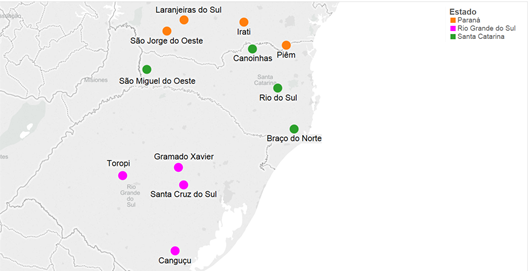 Laranjeiras do Sul
Irati
São Jorge do Oeste
Canoinhas
Piêm
São Miguel do Oeste
Misiones
Santa
Catarina
Rio do Sul
Braço do Norte
Toropi
Gramado Xavier
Rio
Grande
do
Sul
Santa Cruz do Sul
Canguçu
Estado
Paraná
Rio Grande do Sul
Santa Catarina